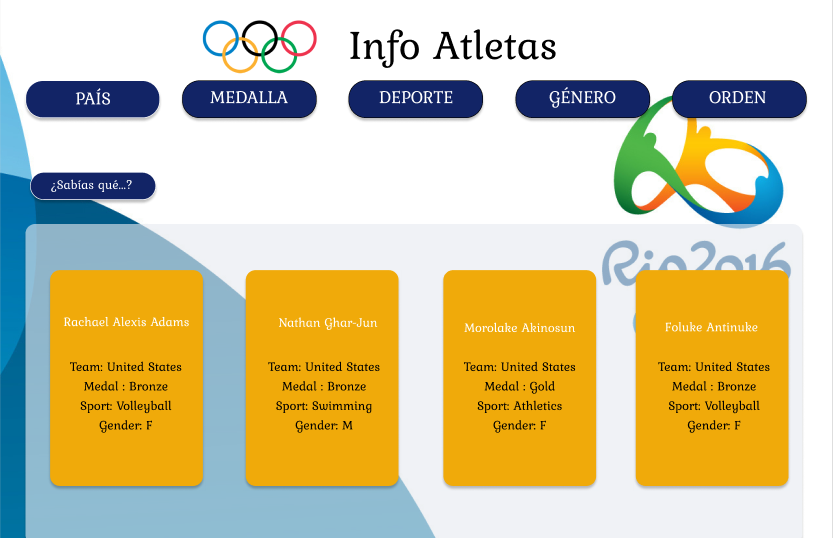 Info Atletas
PAÍS
MEDALLA
DEPORTE
GÉNERO
ORDEN
¿Sabías qué...?
Rio2016
Rachael Alexis Adams
Team: United States
Medal : Bronze
Sport: Volleyball
Gender: F
Nathan Ghar-Jun
Team: United States
Medal : Bronze
Sport: Swimming
Gender: M
Morolake Akinosun
Team: United States
Medal : Gold
Sport: Athletics
Gender: F
Foluke Antinuke
Team: United States
Medal : Bronze
Sport: Volleyball
Gender: F